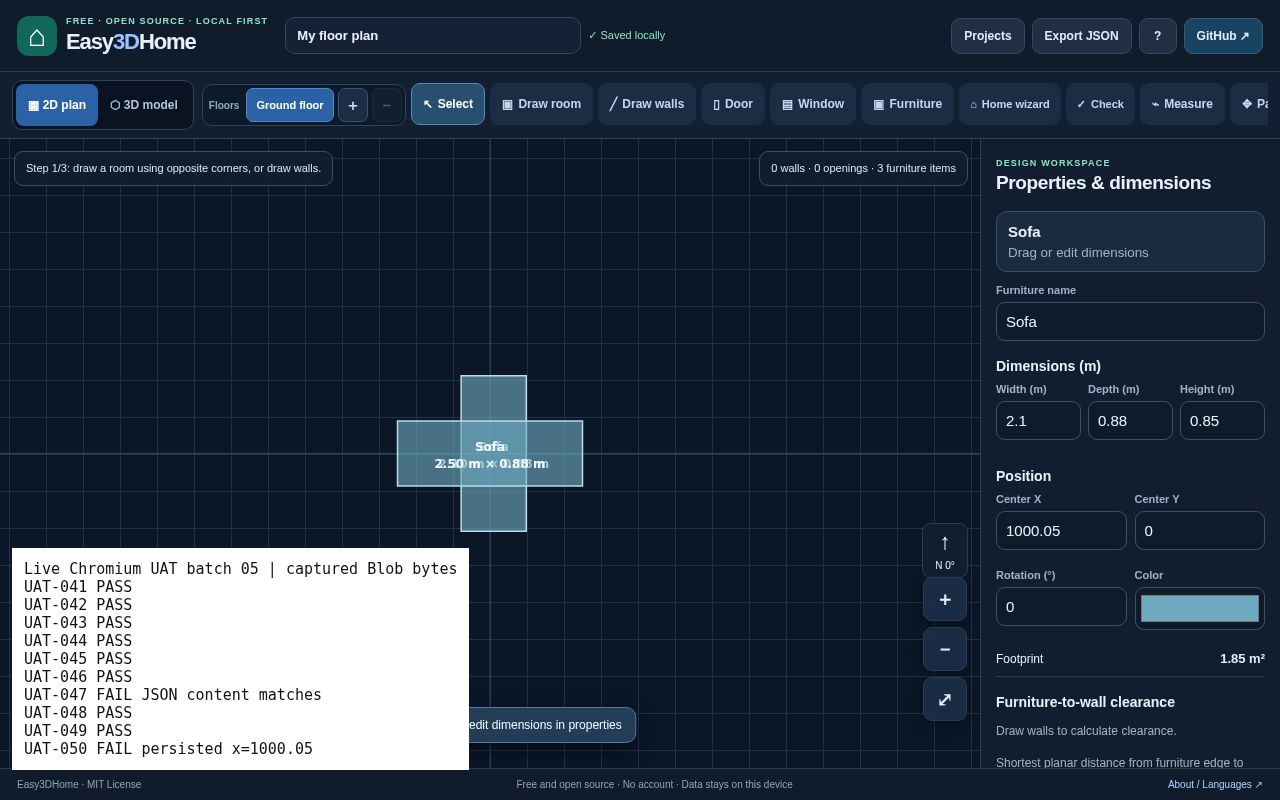 FREE · OPEN SOURCE · LOCAL FIRST
Easy3DHome
My floor plan
✓ Saved locally
Projects
Export JSON
?
GitHub ↗
2D plan
3D model
Floors
Ground floor
+
−
Select
Draw room
Draw walls
Door
Window
Furniture
Home wizard
✓ Check
Measure
Step 1/3: draw a room using opposite corners, or draw walls.
0 walls · 0 openings · 3 furniture items
DESIGN WORKSPACE
Properties & dimensions
Sofa
Drag or edit dimensions
Furniture name
Sofa
Dimensions (m)
Width (m) Depth (m) Height (m)
2.1 0.88 0.85
Position
Center X Center Y
1000.05 0
Rotation (°) Color
0
Footprint 1.85 m²
Furniture-to-wall clearance
Draw walls to calculate clearance.
Shortest planar distance from furniture edge to
Sofa
2.50 m × 0.88 m
↑
N 0°
+
−
⤢
edit dimensions in properties
Live Chromium UAT batch 05 | captured Blob bytes
UAT-041 PASS
UAT-042 PASS
UAT-043 PASS
UAT-044 PASS
UAT-045 PASS
UAT-046 PASS
UAT-047 FAIL JSON content matches
UAT-048 PASS
UAT-049 PASS
UAT-050 FAIL persisted x=1000.05
Easy3DHome · MIT License
Free and open source · No account · Data stays on this device
About / Languages ↗